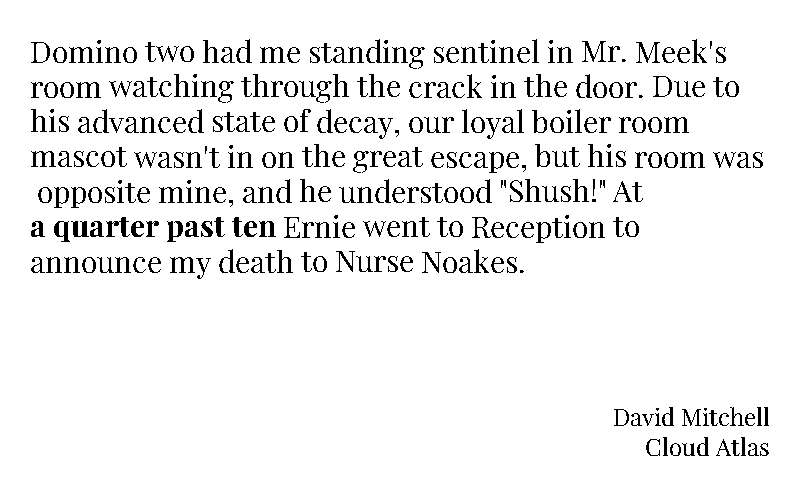 Domino two had me standing sentinel in Mr. Meek's
room watching through the crack in the door. Due to
his advanced state of decay, our loyal boiler room
mascot wasn't in on the great escape, but his room was
opposite mine, and he understood "Shush!" At
a quarter past ten Ernie went to Reception to
announce my death to Nurse Noakes.
David Mitchell
Cloud Atlas